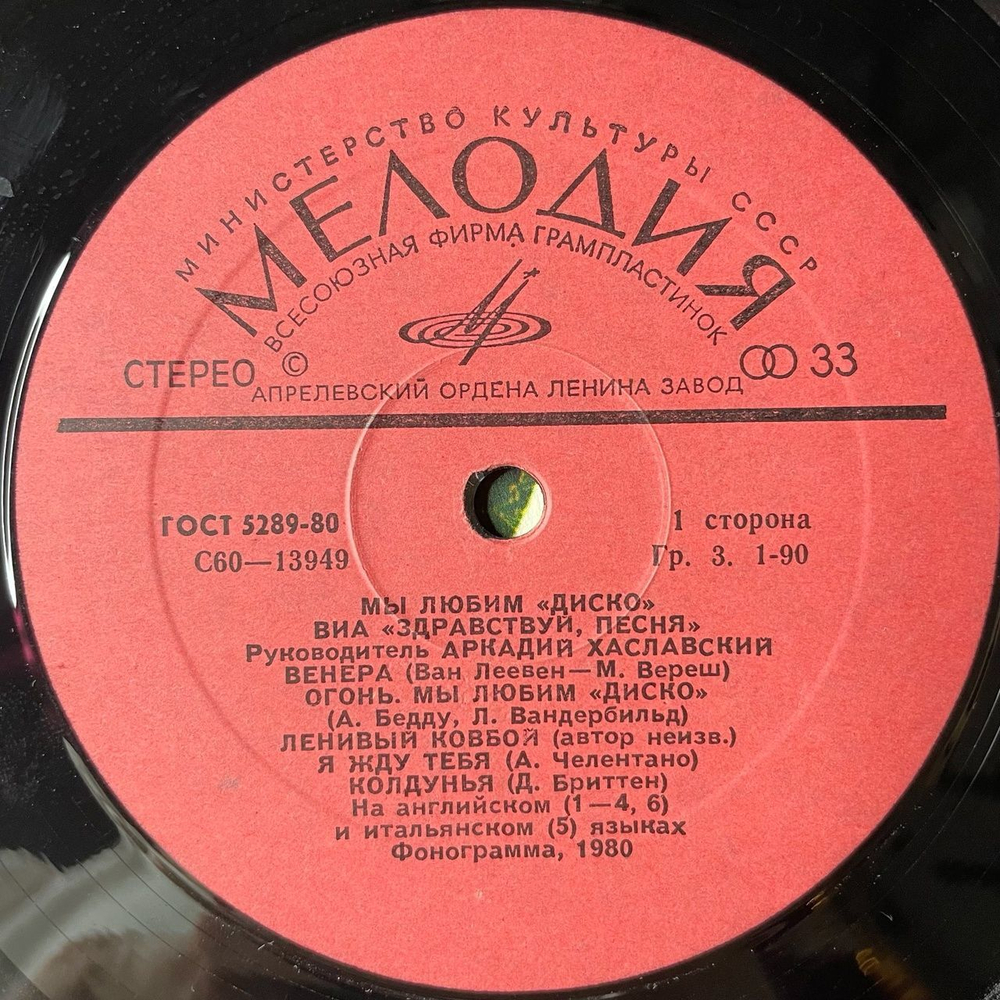 МИНИСТЕРСТВО КУЛЬТУРЫ СССР
МЕЛОДИЯ
ВСЕСОЮЗНАЯ ФИРМА ГРАМПЛАСТИНОК
СТЕРЕО © 33
АПРЕЛЕВСКИЙ ОРДЕНА ЛЕНИНА ЗАВОД
ГОСТ 5289-80 1 сторона
С60—13949 Гр. 3. 1-90
МЫ ЛЮБИМ «ДИСКО»
ВИА «ЗДРАВСТВУЙ, ПЕСНЯ»
Руководитель АРКАДИЙ ХАСЛАВСКИЙ
ВЕНЕРА (Ван Леевен—М. Вереш)
ОГОНЬ. МЫ ЛЮБИМ «ДИСКО»
(А. Бедду, Л. Вандербильд)
ЛЕНИВЫЙ КОВБОЙ (автор неизв.)
Я ЖДУ ТЕБЯ (А. Челентано)
КОЛДУНЬЯ (Д. Бриттен)
На английском (1—4, 6)
и итальянском (5) языках
Фонограмма, 1980